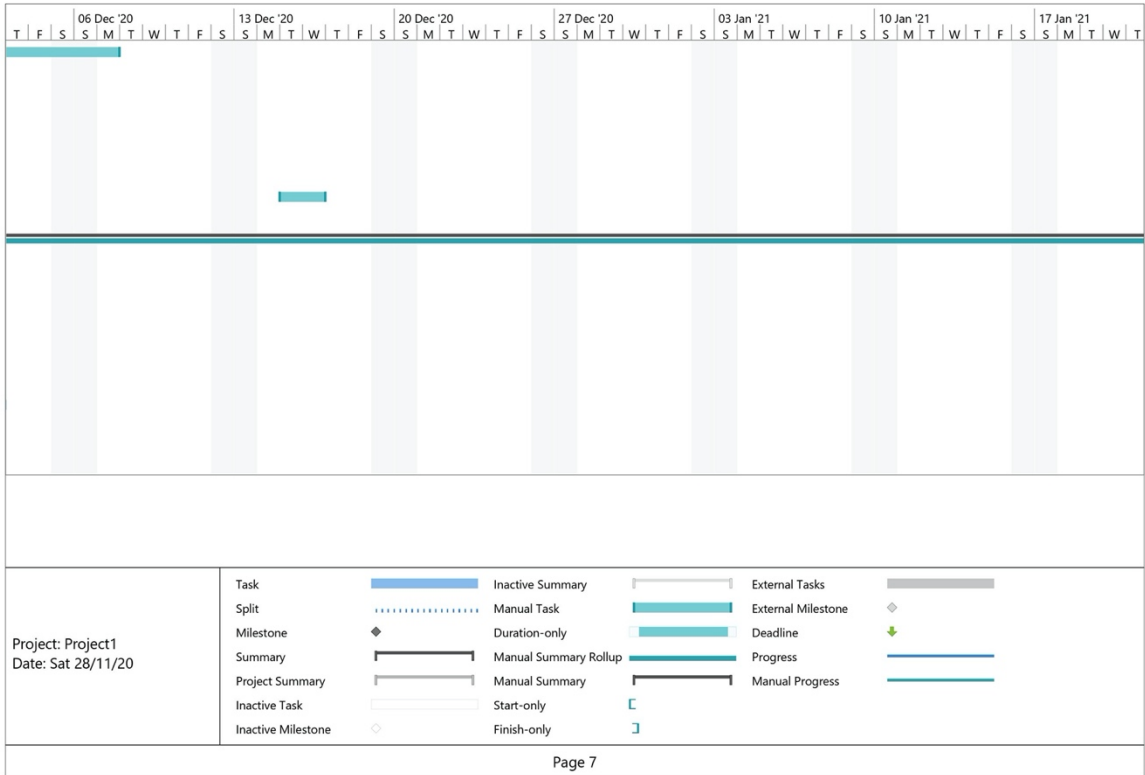 06 Dec '20 13 Dec '20 20 Dec '20 27 Dec '20 03 Jan '21 10 Jan '21 17 Jan '21
T F S S M T W T F S S M T W T F S S M T W T F S S M T W T F S S M T W T F S S M T W T F S S M T W T
Task Inactive Summary External Tasks
Split Manual Task External Milestone
Milestone Duration-only Deadline
Summary Manual Summary Rollup Progress
Project Summary Manual Summary Manual Progress
Inactive Task Start-only
Inactive Milestone Finish-only
Project: Project1
Date: Sat 28/11/20
Page 7